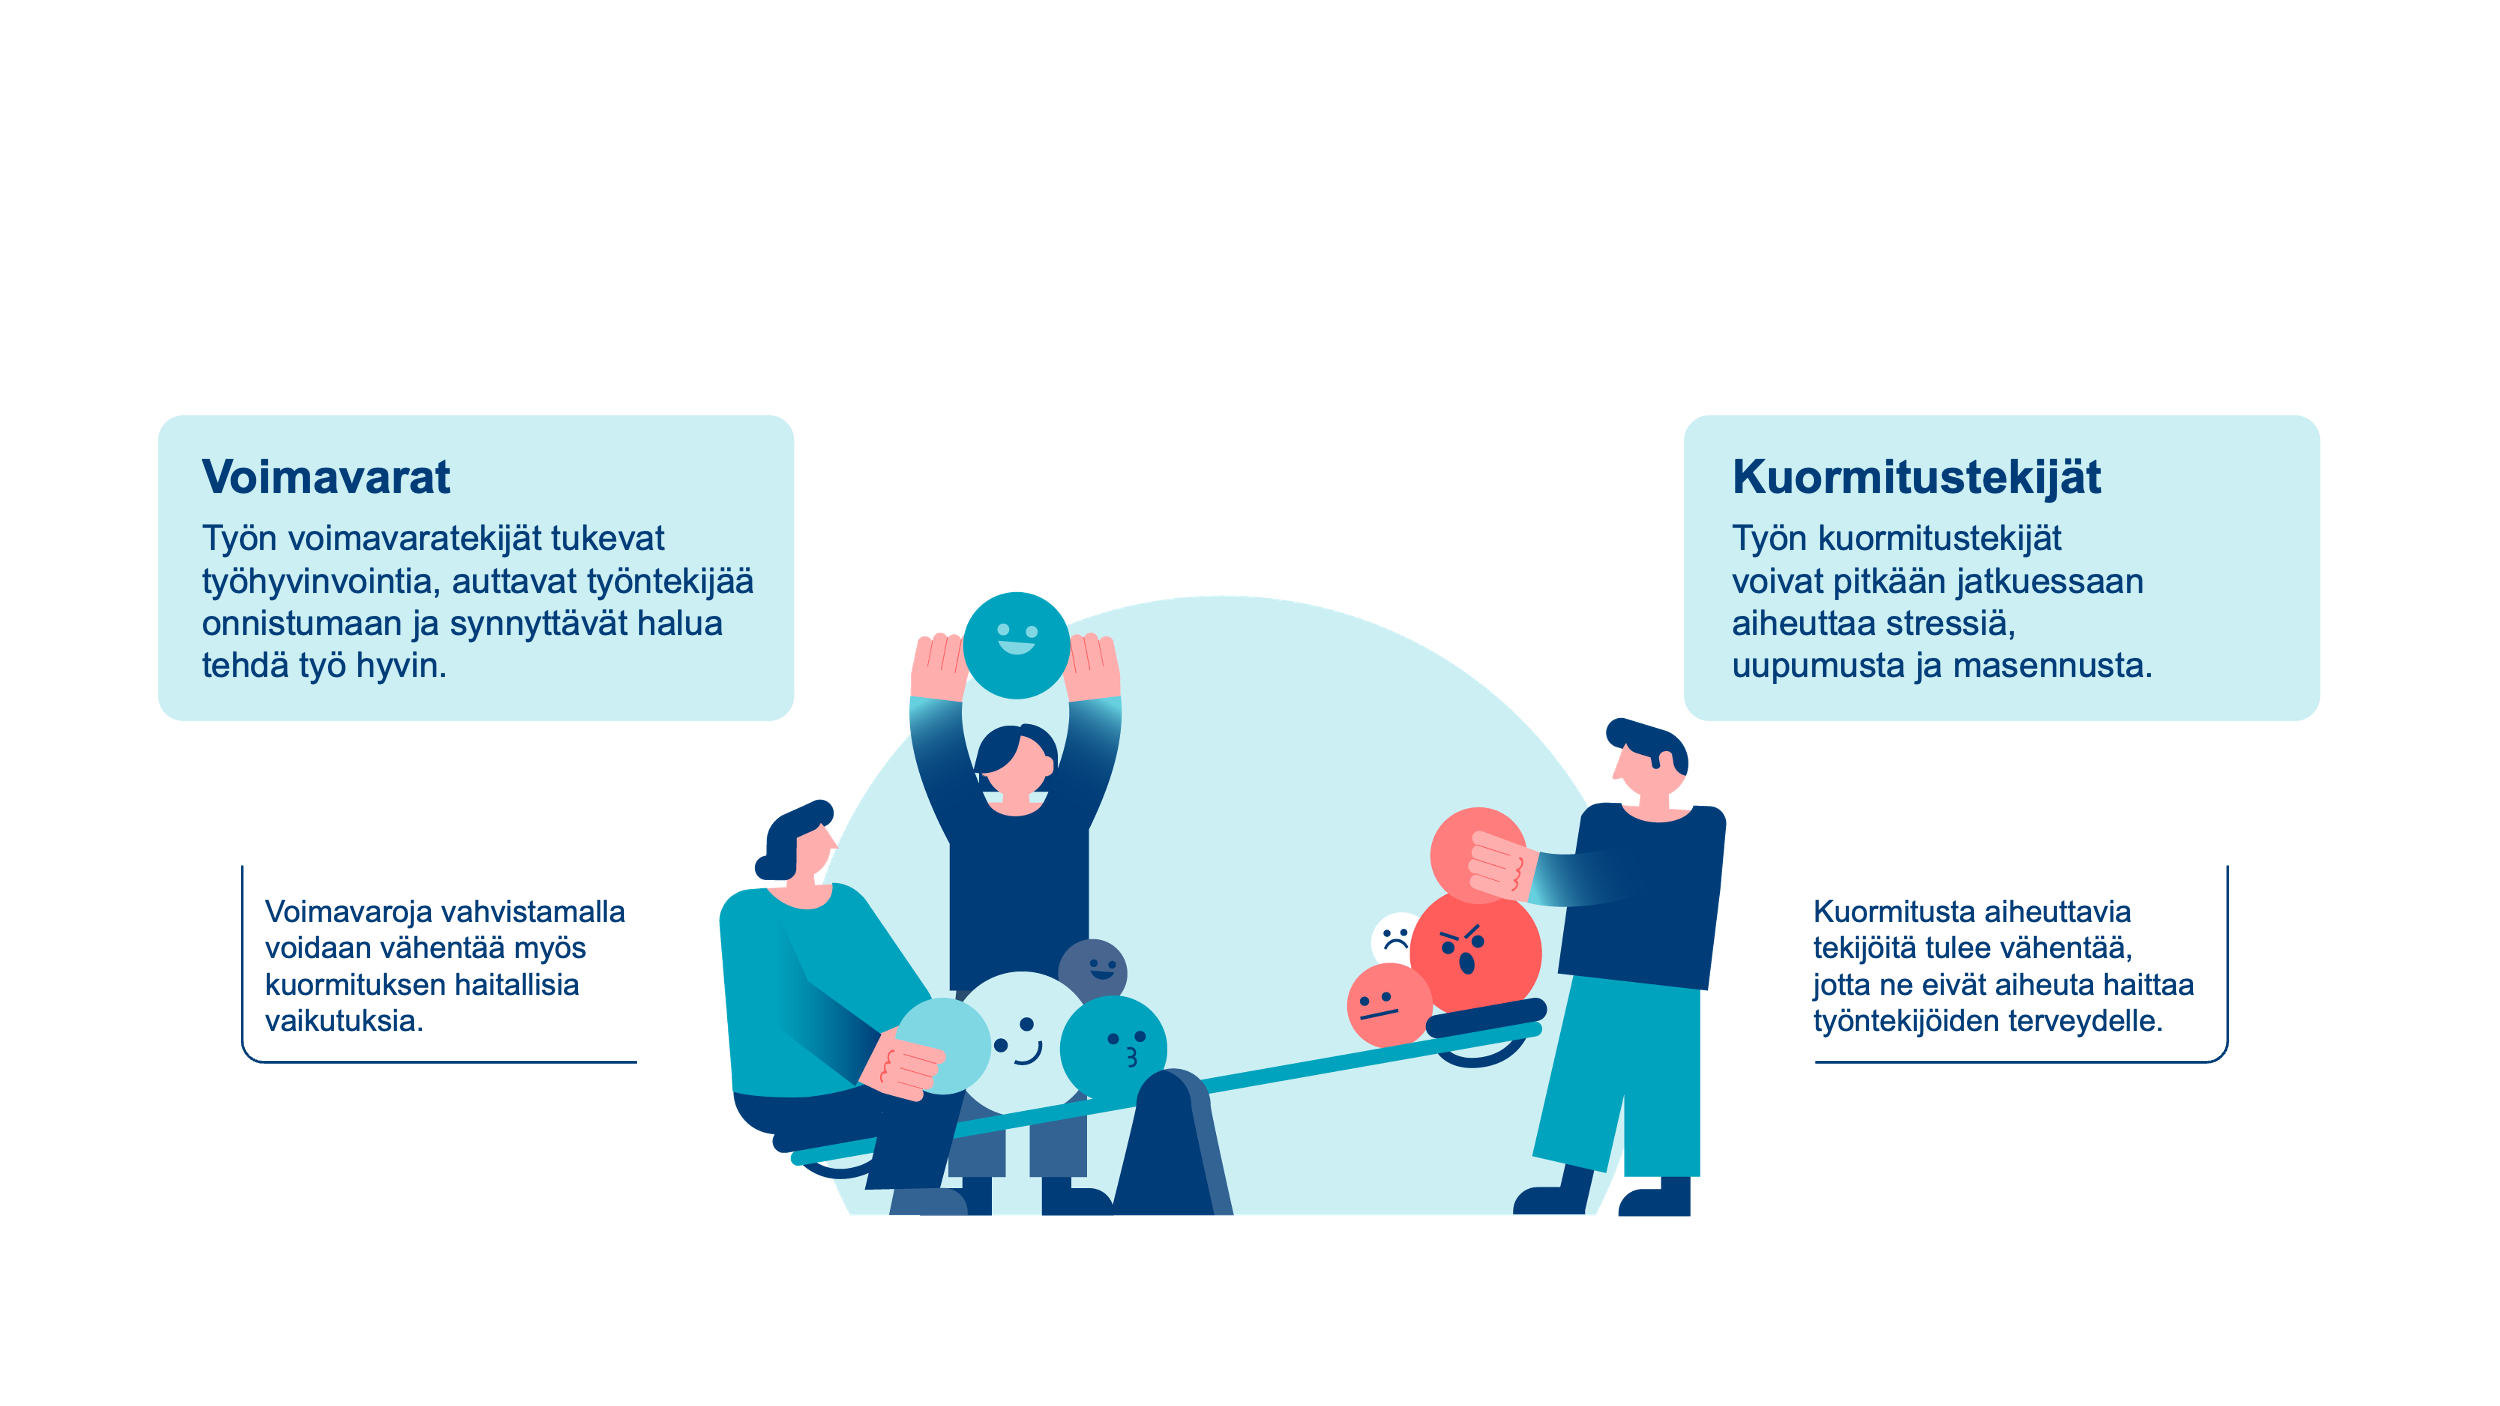 Voimavarat
Työn voimavaratekijät tukevat
työhyvinvointia, auttavat työntekijää
onnistumaan ja synnyttävät halua
tehdä työ hyvin.
Kuormitustekijät
Työn kuormitustekijät
voivat pitkään jatkuessaan
aiheuttaa stressiä,
uupumusta ja masennusta.
Voimavaroja vahvistamalla
voidaan vähentää myös
kuormituksen haitallisia
vaikutuksia.
Kuormitusta aiheuttavia
tekijöitä tulee vähentää,
jotta ne eivät aiheuta haittaa
työntekijöiden terveydelle.